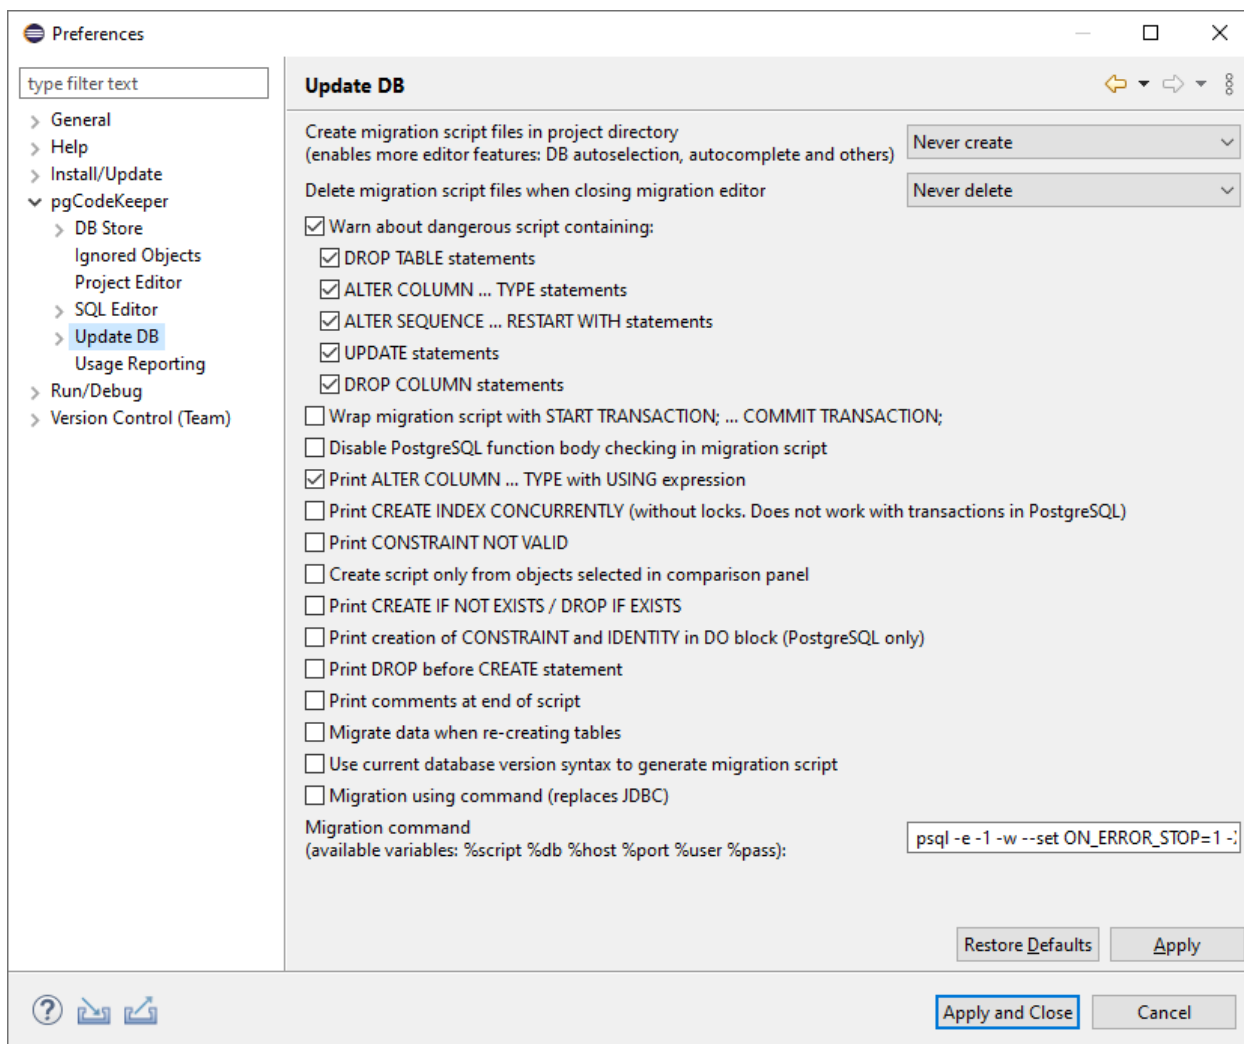 Preferences
type filter text
General
Help
Install/Update
pgCodeKeeper
DB Store
Ignored Objects
Project Editor
SQL Editor
Update DB
Usage Reporting
Run/Debug
Version Control (Team)
Update DB
Create migration script files in project directory
(enables more editor features: DB autoselection, autocomplete and others)
Never create
Delete migration script files when closing migration editor
Never delete
Warn about dangerous script containing:
DROP TABLE statements
ALTER COLUMN ... TYPE statements
ALTER SEQUENCE ... RESTART WITH statements
UPDATE statements
DROP COLUMN statements
Wrap migration script with START TRANSACTION; ... COMMIT TRANSACTION;
Disable PostgreSQL function body checking in migration script
Print ALTER COLUMN ... TYPE with USING expression
Print CREATE INDEX CONCURRENTLY (without locks. Does not work with transactions in PostgreSQL)
Print CONSTRAINT NOT VALID
Create script only from objects selected in comparison panel
Print CREATE IF NOT EXISTS / DROP IF EXISTS
Print creation of CONSTRAINT and IDENTITY in DO block (PostgreSQL only)
Print DROP before CREATE statement
Print comments at end of script
Migrate data when re-creating tables
Use current database version syntax to generate migration script
Migration using command (replaces JDBC)
Migration command
(available variables: %script %db %host %port %user %pass):
psql -e -1 -w --set ON_ERROR_STOP=1
Restore Defaults
Apply
Apply and Close
Cancel